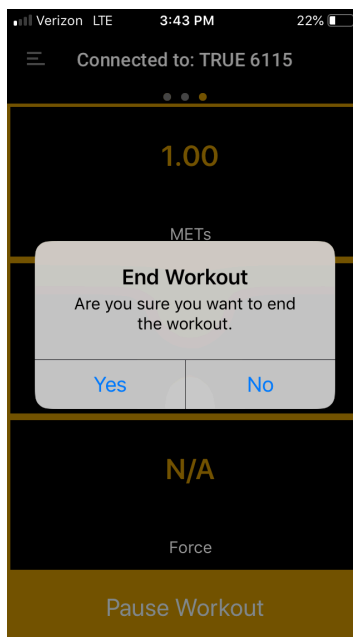 Verizon LTE 3:43 PM 22%
Connected to: TRUE 6115
1.00
METs
End Workout
Are you sure you want to end
the workout.
Yes No
N/A
Force
Pause Workout